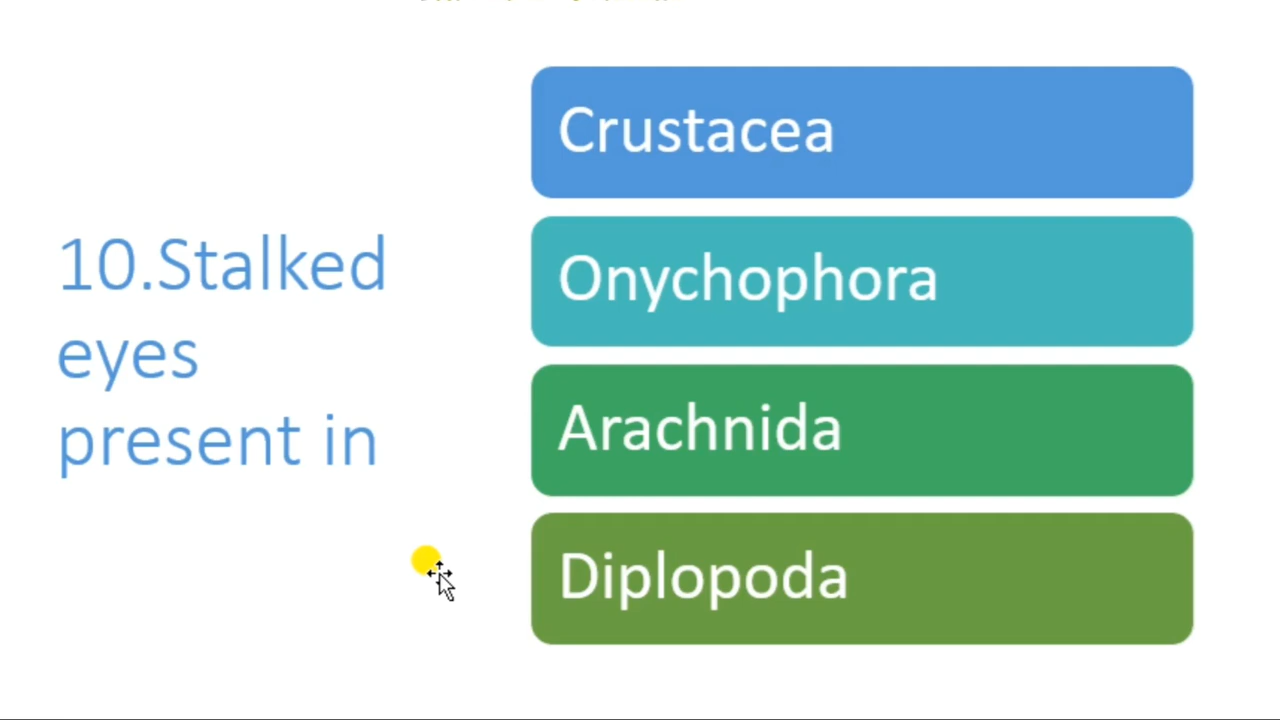 10.Stalked
eyes
present in
Crustacea
Onychophora
Arachnida
Diplopoda